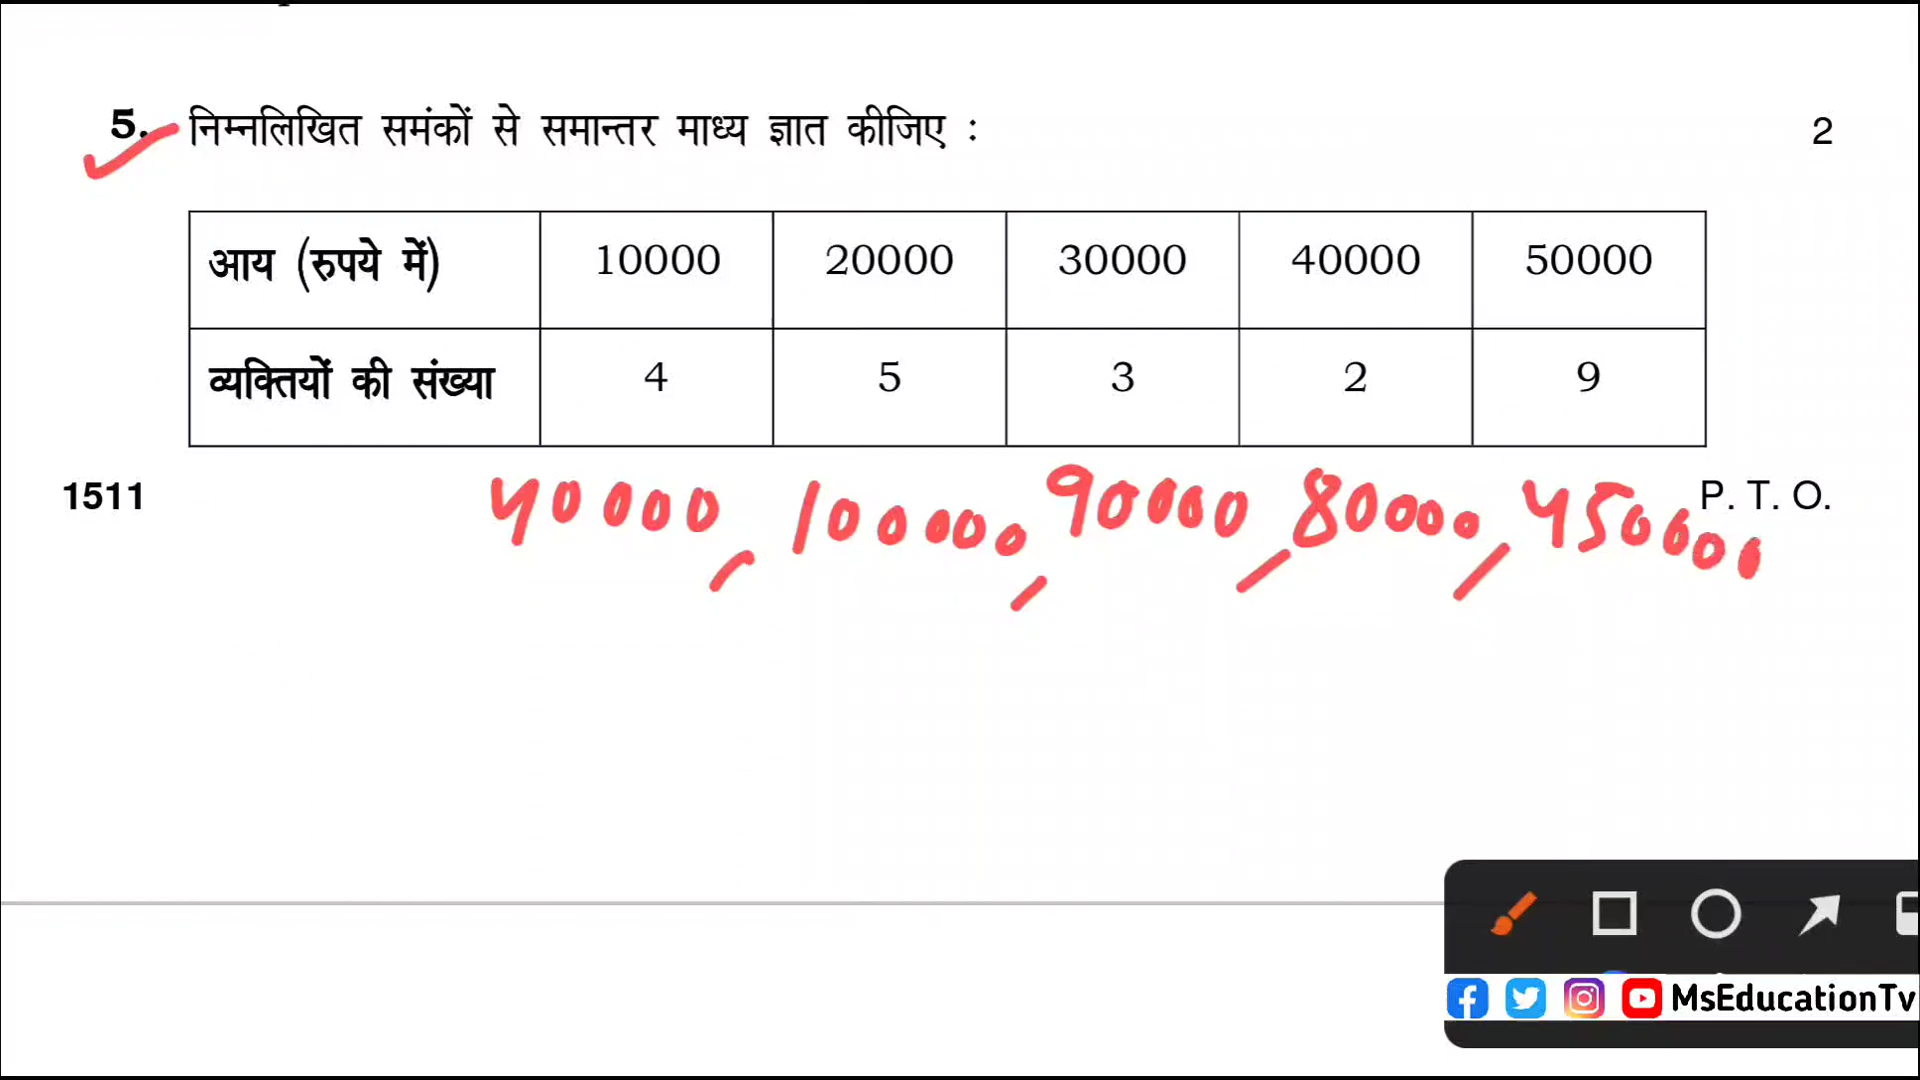 5. निम्नलिखित समंकों से समान्तर माध्य ज्ञात कीजिए : 2
आय (रुपये में) 10000 20000 30000 40000 50000
व्यक्तियों की संख्या 4 5 3 2 9
1511 P. T. O.
40000, 100000, 90000, 80000, 450000
MsEducationTv